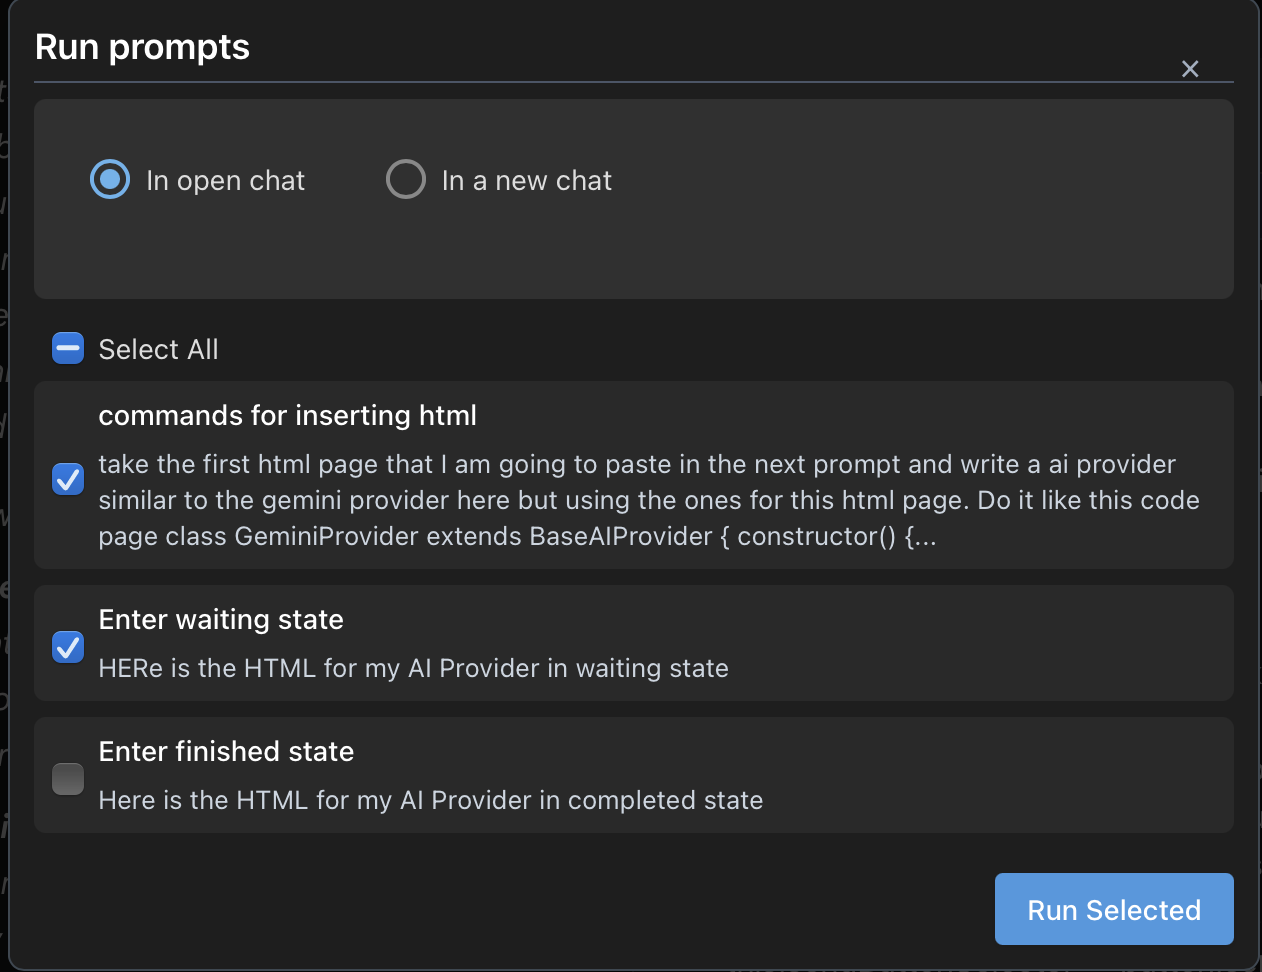 Run prompts
In open chat
In a new chat
Select All
commands for inserting html
take the first html page that I am going to paste in the next prompt and write a ai provider
similar to the gemini provider here but using the ones for this html page. Do it like this code
page class GeminiProvider extends BaseAIProvider { constructor() {...
Enter waiting state
HERe is the HTML for my AI Provider in waiting state
Enter finished state
Here is the HTML for my AI Provider in completed state
Run Selected